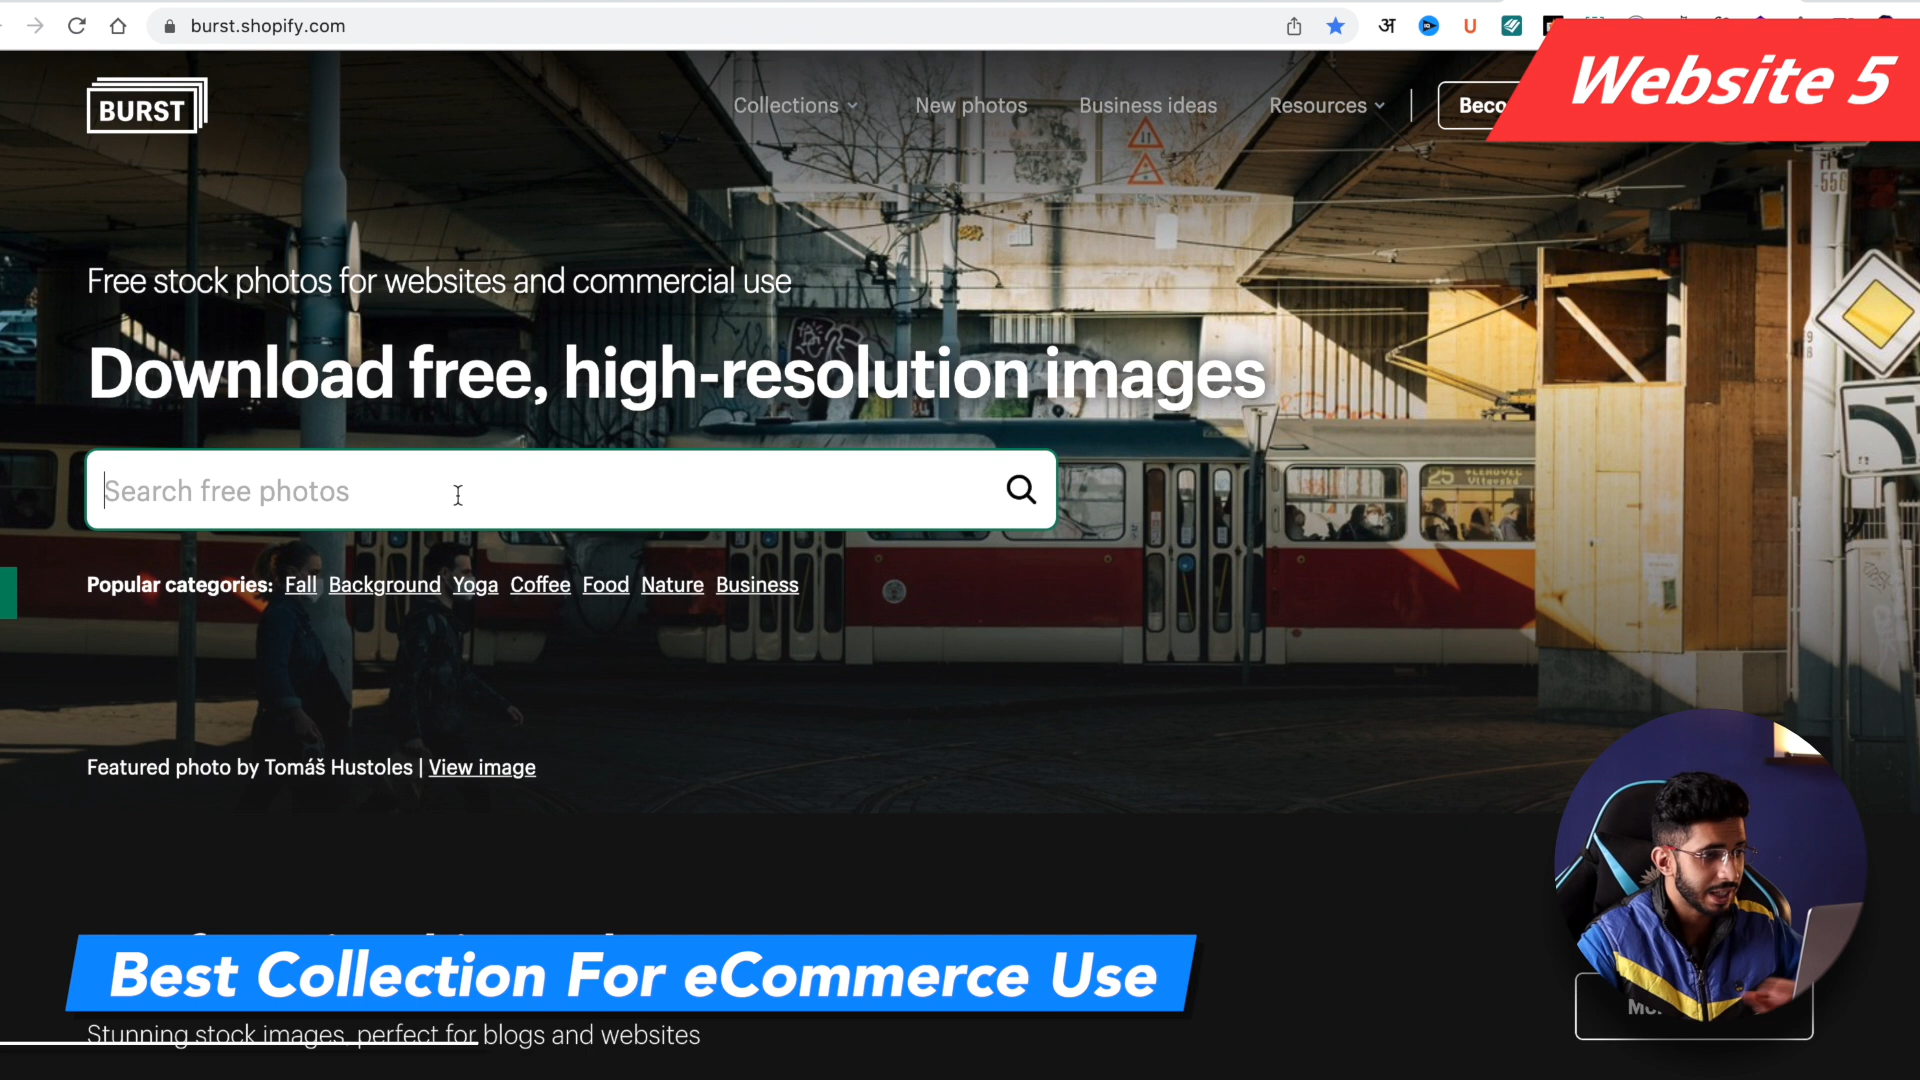 burst.shopify.com
अ
U
Website 5
BURST
Collections
New photos
Business ideas
Resources
Free stock photos for websites and commercial use
Download free, high-resolution images
Search free photos
25
Popular categories: Fall Background Yoga Coffee Food Nature Business
Featured photo by Tomáš Hustoles | View image
Best Collection For eCommerce Use
Stunning stock images, perfect for blogs and websites